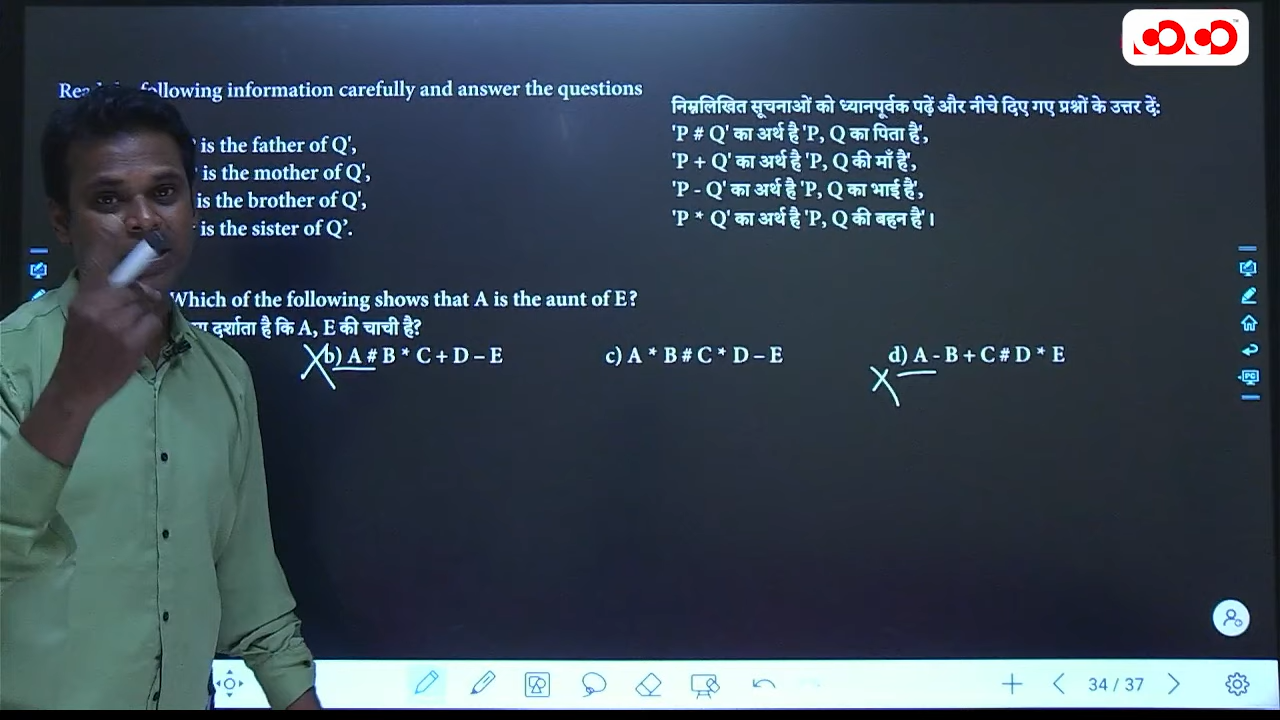 following information carefully and answer the questions
is the father of Q',
is the mother of Q',
is the brother of Q',
is the sister of Q’.
निम्नलिखित सूचनाओं को ध्यानपूर्वक पढ़ें और नीचे दिए गए प्रश्नों के उत्तर दें:
'P # Q' का अर्थ है 'P, Q का पिता है',
'P + Q' का अर्थ है 'P, Q की माँ है',
'P - Q' का अर्थ है 'P, Q का भाई है',
'P * Q' का अर्थ है 'P, Q की बहन है' ।
Which of the following shows that A is the aunt of E?
दर्शाता है कि A, E की चाची है?
b) A # B * C + D – E
c) A * B # C * D – E
d) A - B + C # D * E
34 / 37